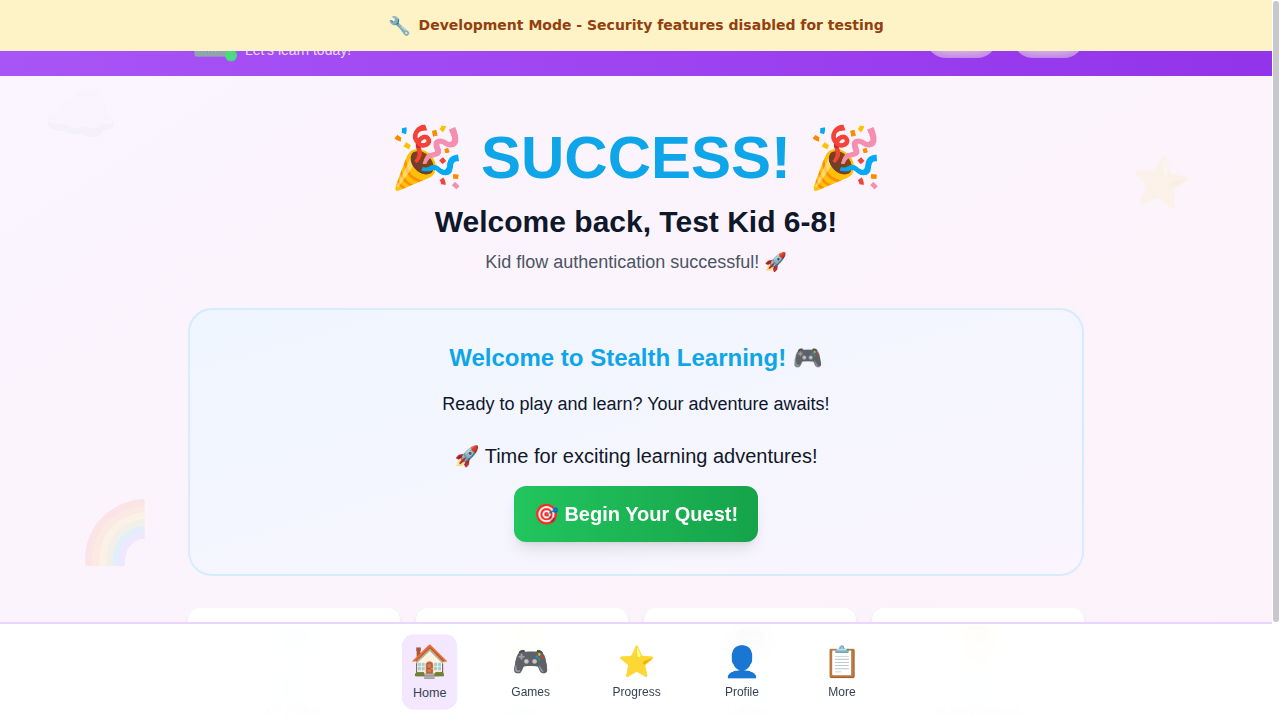 🔧 Development Mode - Security features disabled for testing
Let's learn today!
🎉 SUCCESS! 🎉
Welcome back, Test Kid 6-8!
Kid flow authentication successful! 🚀
Welcome to Stealth Learning! 🎮
Ready to play and learn? Your adventure awaits!
🚀 Time for exciting learning adventures!
🎯 Begin Your Quest!
Home
Games
Progress
Profile
More